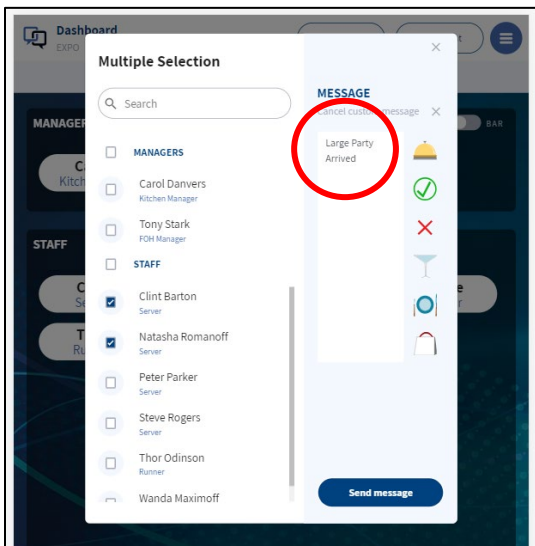 Dashboard
EXPO
Multiple Selection
Search
MANAGERS
Carol Danvers
Kitchen Manager
Tony Stark
FOH Manager
STAFF
Clint Barton
Server
Natasha Romanoff
Server
Peter Parker
Server
Steve Rogers
Server
Thor Odinson
Runner
Wanda Maximoff
MESSAGE
Cancel custom message
Large Party
Arrived
Send message
MANAGER
BAR
Kitch
STAFF